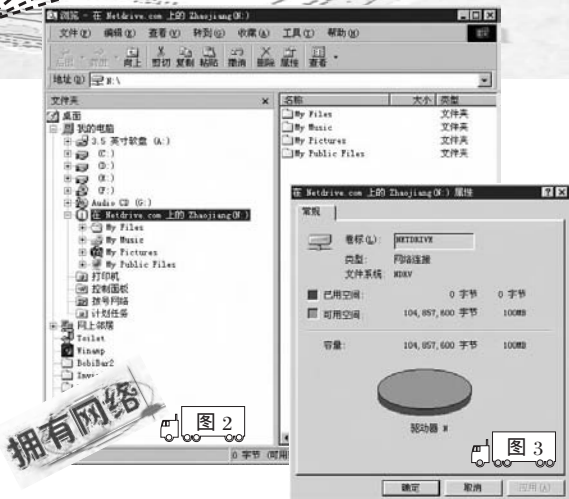 浏览 - 在 Netdrive.com 上的 Zhaojiang(N:)
文件(F) 编辑(E) 查看(V) 转到(G) 收藏(A) 工具(T) 帮助(H)
后退 前进 向上 剪切 复制 粘贴 撤消 删除 属性 查看
地址(D) N:\
文件夹
桌面
我的电脑
3.5 英寸软盘 (A:)
(C:)
(D:)
(F:)
Audio CD (G:)
在 Netdrive.com 上的 Zhaojiang(N:)
My Files
My Music
My Pictures
My Public Files
打印机
控制面板
拨号网络
计划任务
网上邻居
Toilet
Winamp
BobiBar2
名称 大小 类型
My Files 文件夹
My Music 文件夹
My Pictures 文件夹
My Public Files 文件夹
0 字节
拥有网络
图 2
在 Netdrive.com 上的 Zhaojiang(N:) 属性
常规
卷标(L): NETDRIVE
类型: 网络连接
文件系统: NDRV
已用空间: 0 字节 0 字节
可用空间: 104,857,600 字节 100MB
容量: 104,857,600 字节 100MB
驱动器 N
图 3
确定 取消 应用(A)